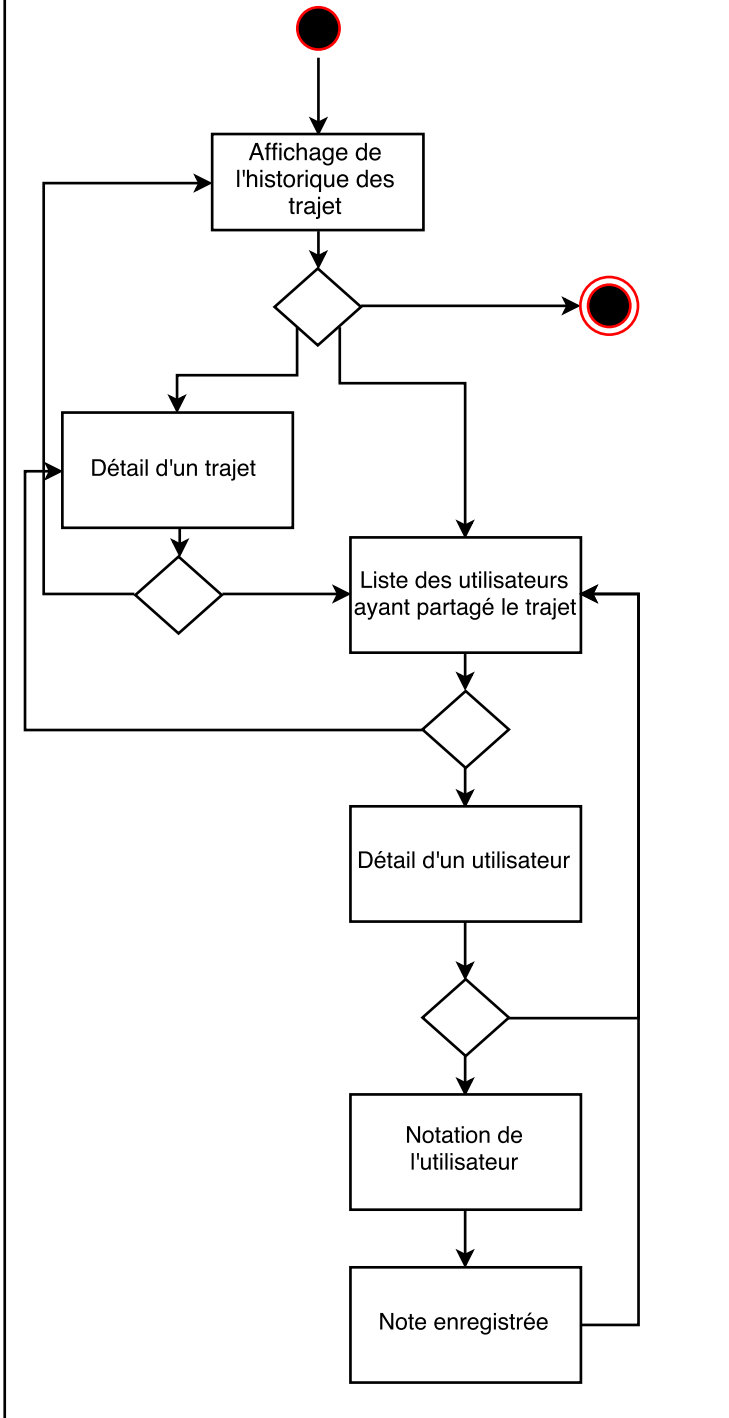 Affichage de
l'historique des
trajet
Détail d'un trajet
Liste des utilisateurs
ayant partagé le trajet
Détail d'un utilisateur
Notation de
l'utilisateur
Note enregistrée